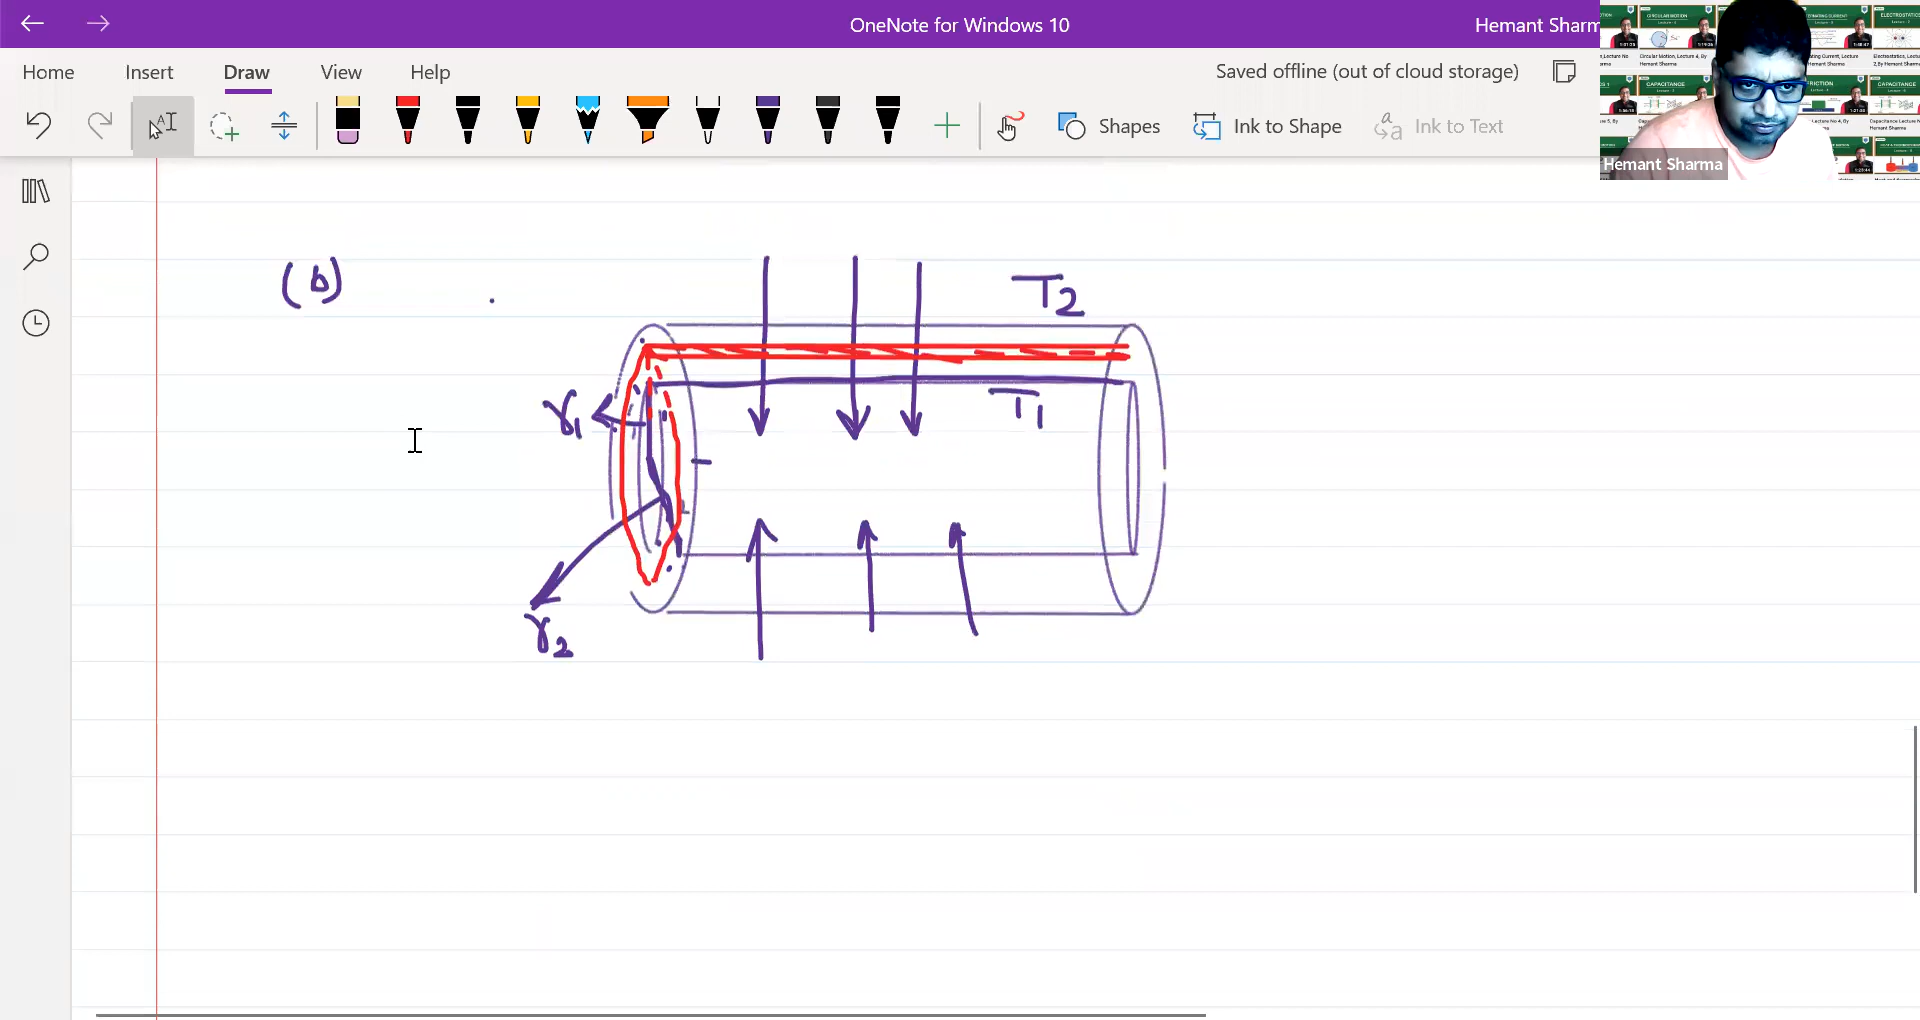 OneNote for Windows 10
Hemant Sharm
Home Insert Draw View Help
Saved offline (out of cloud storage)
Shapes Ink to Shape Ink to Text
Hemant Sharma
(b)
T2
T1
r1
r2